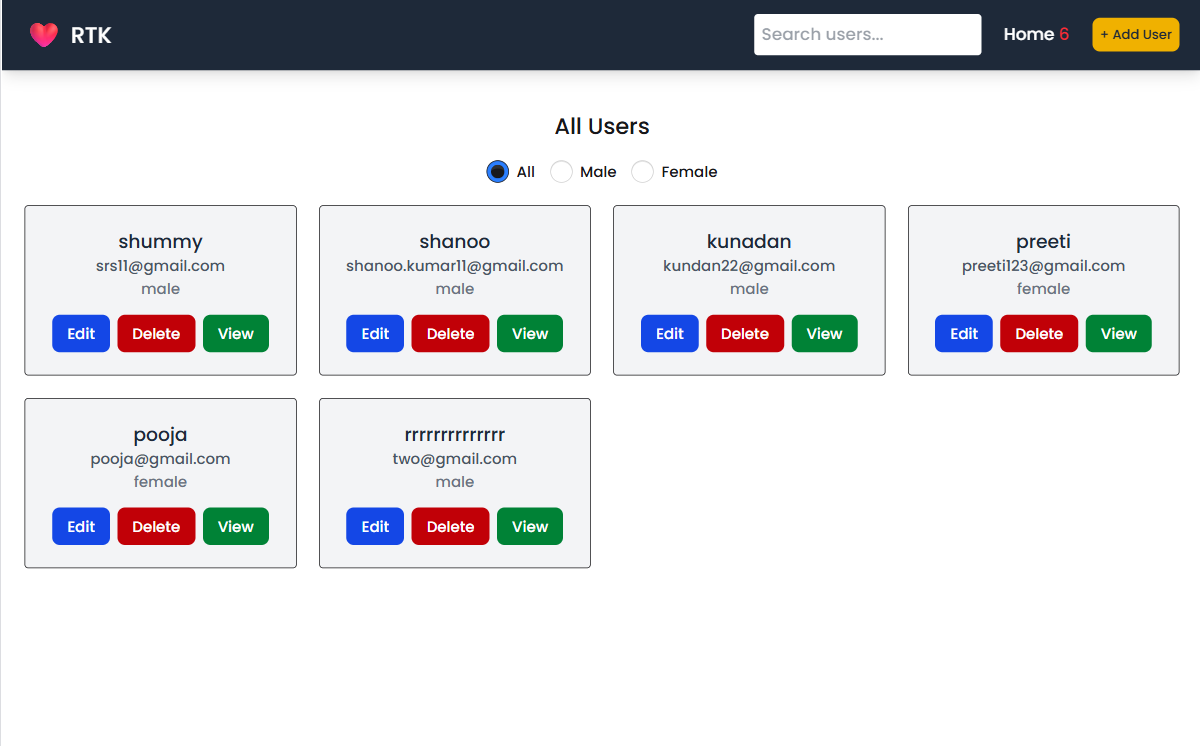 RTK
Search users...
Home 6
+ Add User
All Users
All Male Female
shummy
srs11@gmail.com
male
Edit Delete View
shanoo
shanoo.kumar11@gmail.com
male
Edit Delete View
kunadan
kundan22@gmail.com
male
Edit Delete View
preeti
preeti123@gmail.com
female
Edit Delete View
pooja
pooja@gmail.com
female
Edit Delete View
rrrrrrrrrrrrrr
two@gmail.com
male
Edit Delete View